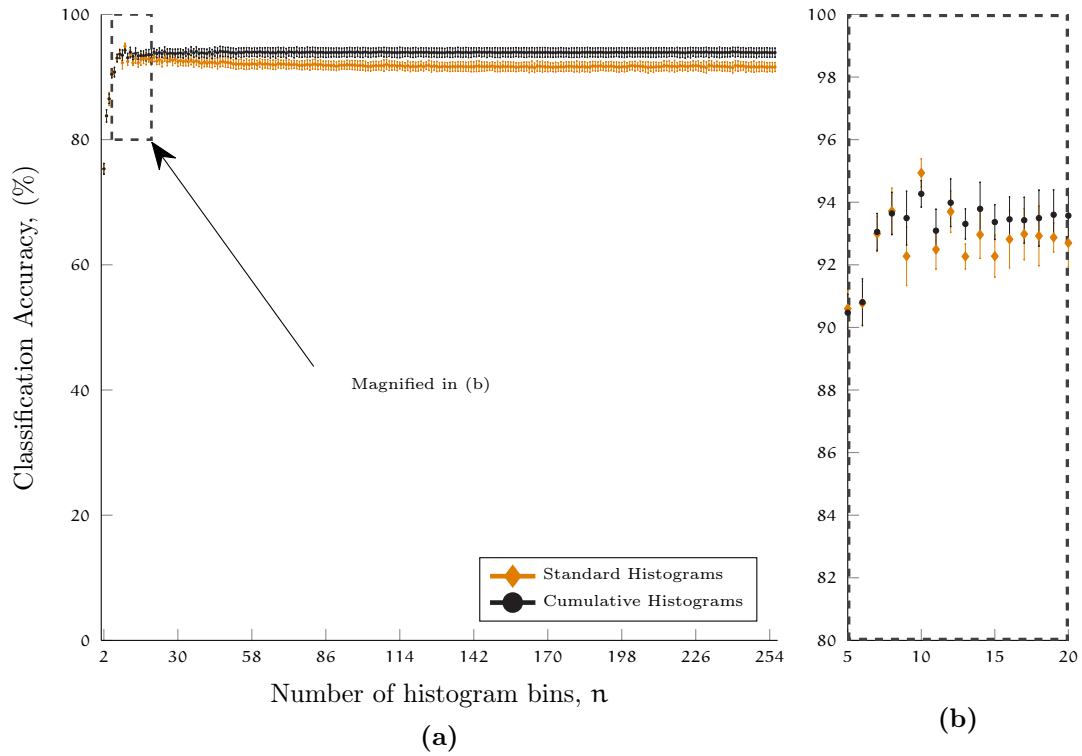 Classification Accuracy, (%)
100
80
60
40
20
0
2 30 58 86 114 142 170 198 226 254
Number of histogram bins, n
(a)
Magnified in (b)
Standard Histograms
Cumulative Histograms
100
98
96
94
92
90
88
86
84
82
80
5 10 15 20
(b)